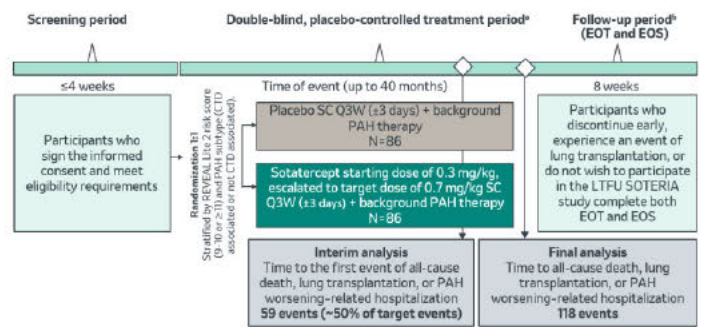 Screening period
Double-blind, placebo-controlled treatment periodᵃ
Follow-up periodᵇ
(EOT and EOS)
≤4 weeks
Time of event (up to 40 months)
8 weeks
Participants who
sign the informed
consent and meet
eligibility requirements
Randomization 1:1
Stratified by REVEAL Lite 2 risk score
(9-10 or ≥11) and PAH subtype (CTD
associated or not CTD associated).
Placebo SC Q3W (±3 days) + background
PAH therapy
N=86
Sotatercept starting dose of 0.3 mg/kg,
escalated to target dose of 0.7 mg/kg SC
Q3W (±3 days) + background PAH therapy
N=86
Participants who
discontinue early,
experience an event of
lung transplantation, or
do not wish to participate
in the LTFU SOTERIA
study complete both
EOT and EOS
Interim analysis
Time to the first event of all-cause
death, lung transplantation, or PAH
worsening-related hospitalization
59 events (~50% of target events)
Final analysis
Time to all-cause death, lung
transplantation, or PAH
worsening-related hospitalization
118 events